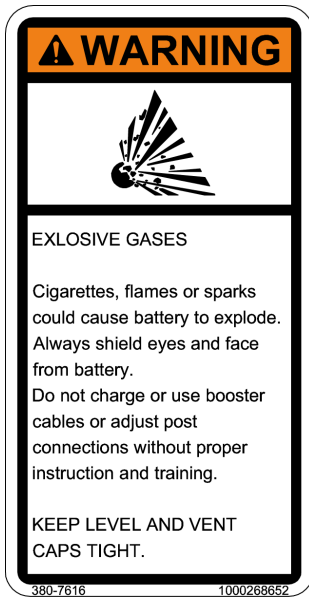 WARNING
EXLOSIVE GASES
Cigarettes, flames or sparks
could cause battery to explode.
Always shield eyes and face
from battery.
Do not charge or use booster
cables or adjust post
connections without proper
instruction and training.
KEEP LEVEL AND VENT
CAPS TIGHT.
380-7616 1000268652